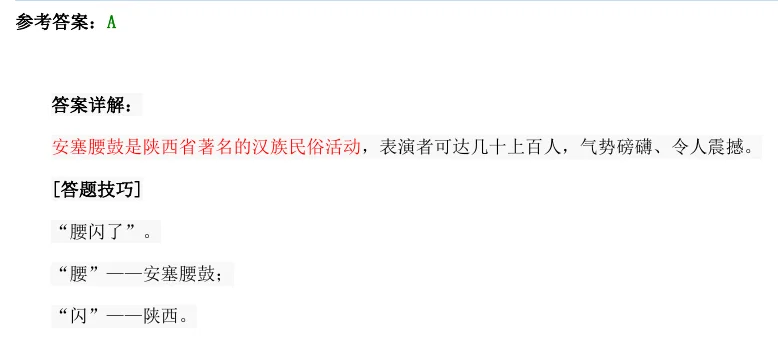 参考答案：A
答案详解：
安塞腰鼓是陕西省著名的汉族民俗活动，表演者可达几十上百人，气势磅礴、令人震撼。
[答题技巧]
“腰闪了”。
“腰”——安塞腰鼓；
“闪”——陕西。